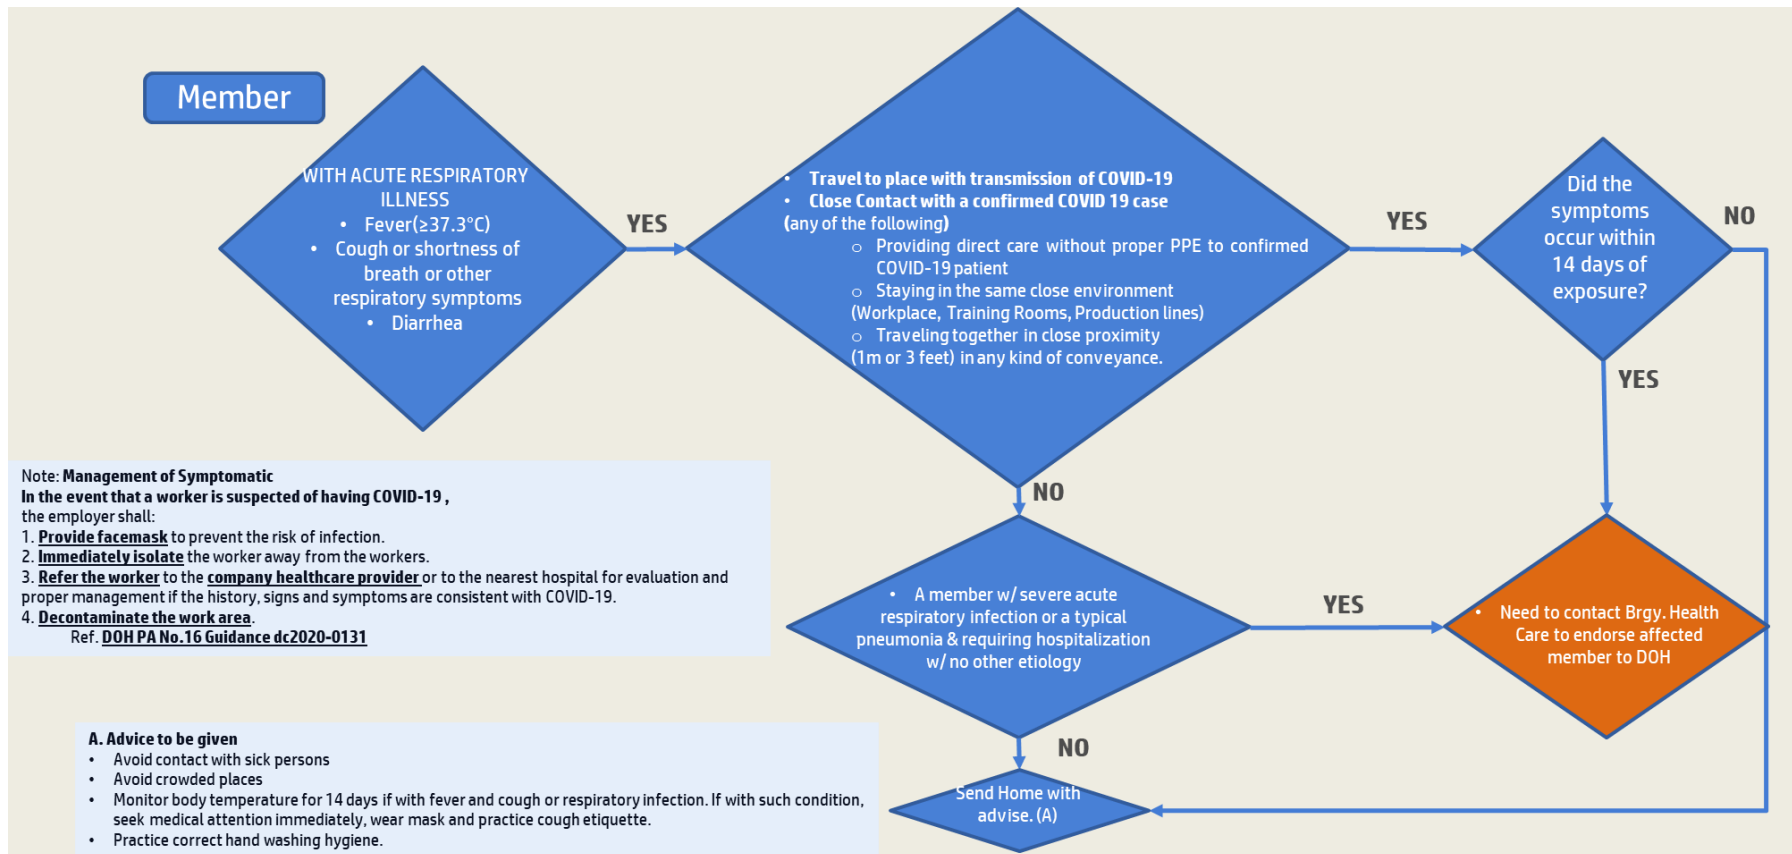 Member
WITH ACUTE RESPIRATORY
ILLNESS
• Fever(≥37.3°C)
• Cough or shortness of
breath or other
respiratory symptoms
• Diarrhea
YES
• Travel to place with transmission of COVID-19
• Close Contact with a confirmed COVID 19 case
(any of the following)
o Providing direct care without proper PPE to confirmed
COVID-19 patient
o Staying in the same close environment
(Workplace, Training Rooms, Production lines)
o Traveling together in close proximity
(1m or 3 feet) in any kind of conveyance.
YES
Did the
symptoms
occur within
14 days of
exposure?
NO
YES
NO
Note: Management of Symptomatic
In the event that a worker is suspected of having COVID-19 ,
the employer shall:
1. Provide facemask to prevent the risk of infection.
2. Immediately isolate the worker away from the workers.
3. Refer the worker to the company healthcare provider or to the nearest hospital for evaluation and
proper management if the history, signs and symptoms are consistent with COVID-19.
4. Decontaminate the work area.
Ref. DOH PA No.16 Guidance dc2020-0131
• A member w/ severe acute
respiratory infection or a typical
pneumonia & requiring hospitalization
w/ no other etiology
YES
• Need to contact Brgy. Health
Care to endorse affected
member to DOH
NO
Send Home with
advise. (A)
A. Advice to be given
• Avoid contact with sick persons
• Avoid crowded places
• Monitor body temperature for 14 days if with fever and cough or respiratory infection. If with such condition,
seek medical attention immediately, wear mask and practice cough etiquette.
• Practice correct hand washing hygiene.